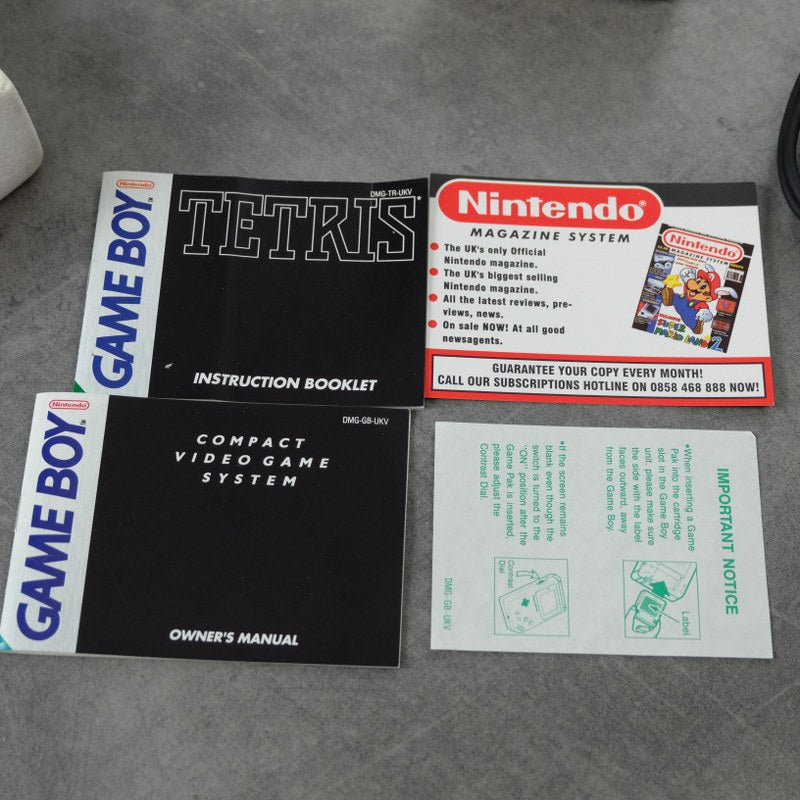 Nintendo
GAME BOY
DMG-TR-UKV
TETRIS
INSTRUCTION BOOKLET
Nintendo®
MAGAZINE SYSTEM
• The UK's only Official
Nintendo magazine.
• The UK's biggest selling
Nintendo magazine.
• All the latest reviews, pre-
views, news.
• On sale NOW! At all good
newsagents.
Nintendo
MAGAZINE SYSTEM
SUPER
MARIO LAND 2
GUARANTEE YOUR COPY EVERY MONTH!
CALL OUR SUBSCRIPTIONS HOTLINE ON 0858 468 888 NOW!
Nintendo
GAME BOY
DMG-GB-UKV
COMPACT
VIDEO GAME
SYSTEM
OWNER'S MANUAL
IMPORTANT NOTICE
•When inserting a Game
Pak into the cartridge
slot in the Game Boy
unit, please make sure
the side with the label
faces outward, away
from the Game Boy.
Label
•If the screen remains
blank even though the
switch is turned to the
"ON" position after the
Game Pak is inserted,
please adjust the
Contrast Dial.
Contrast
Dial
DMG-GB-UKV